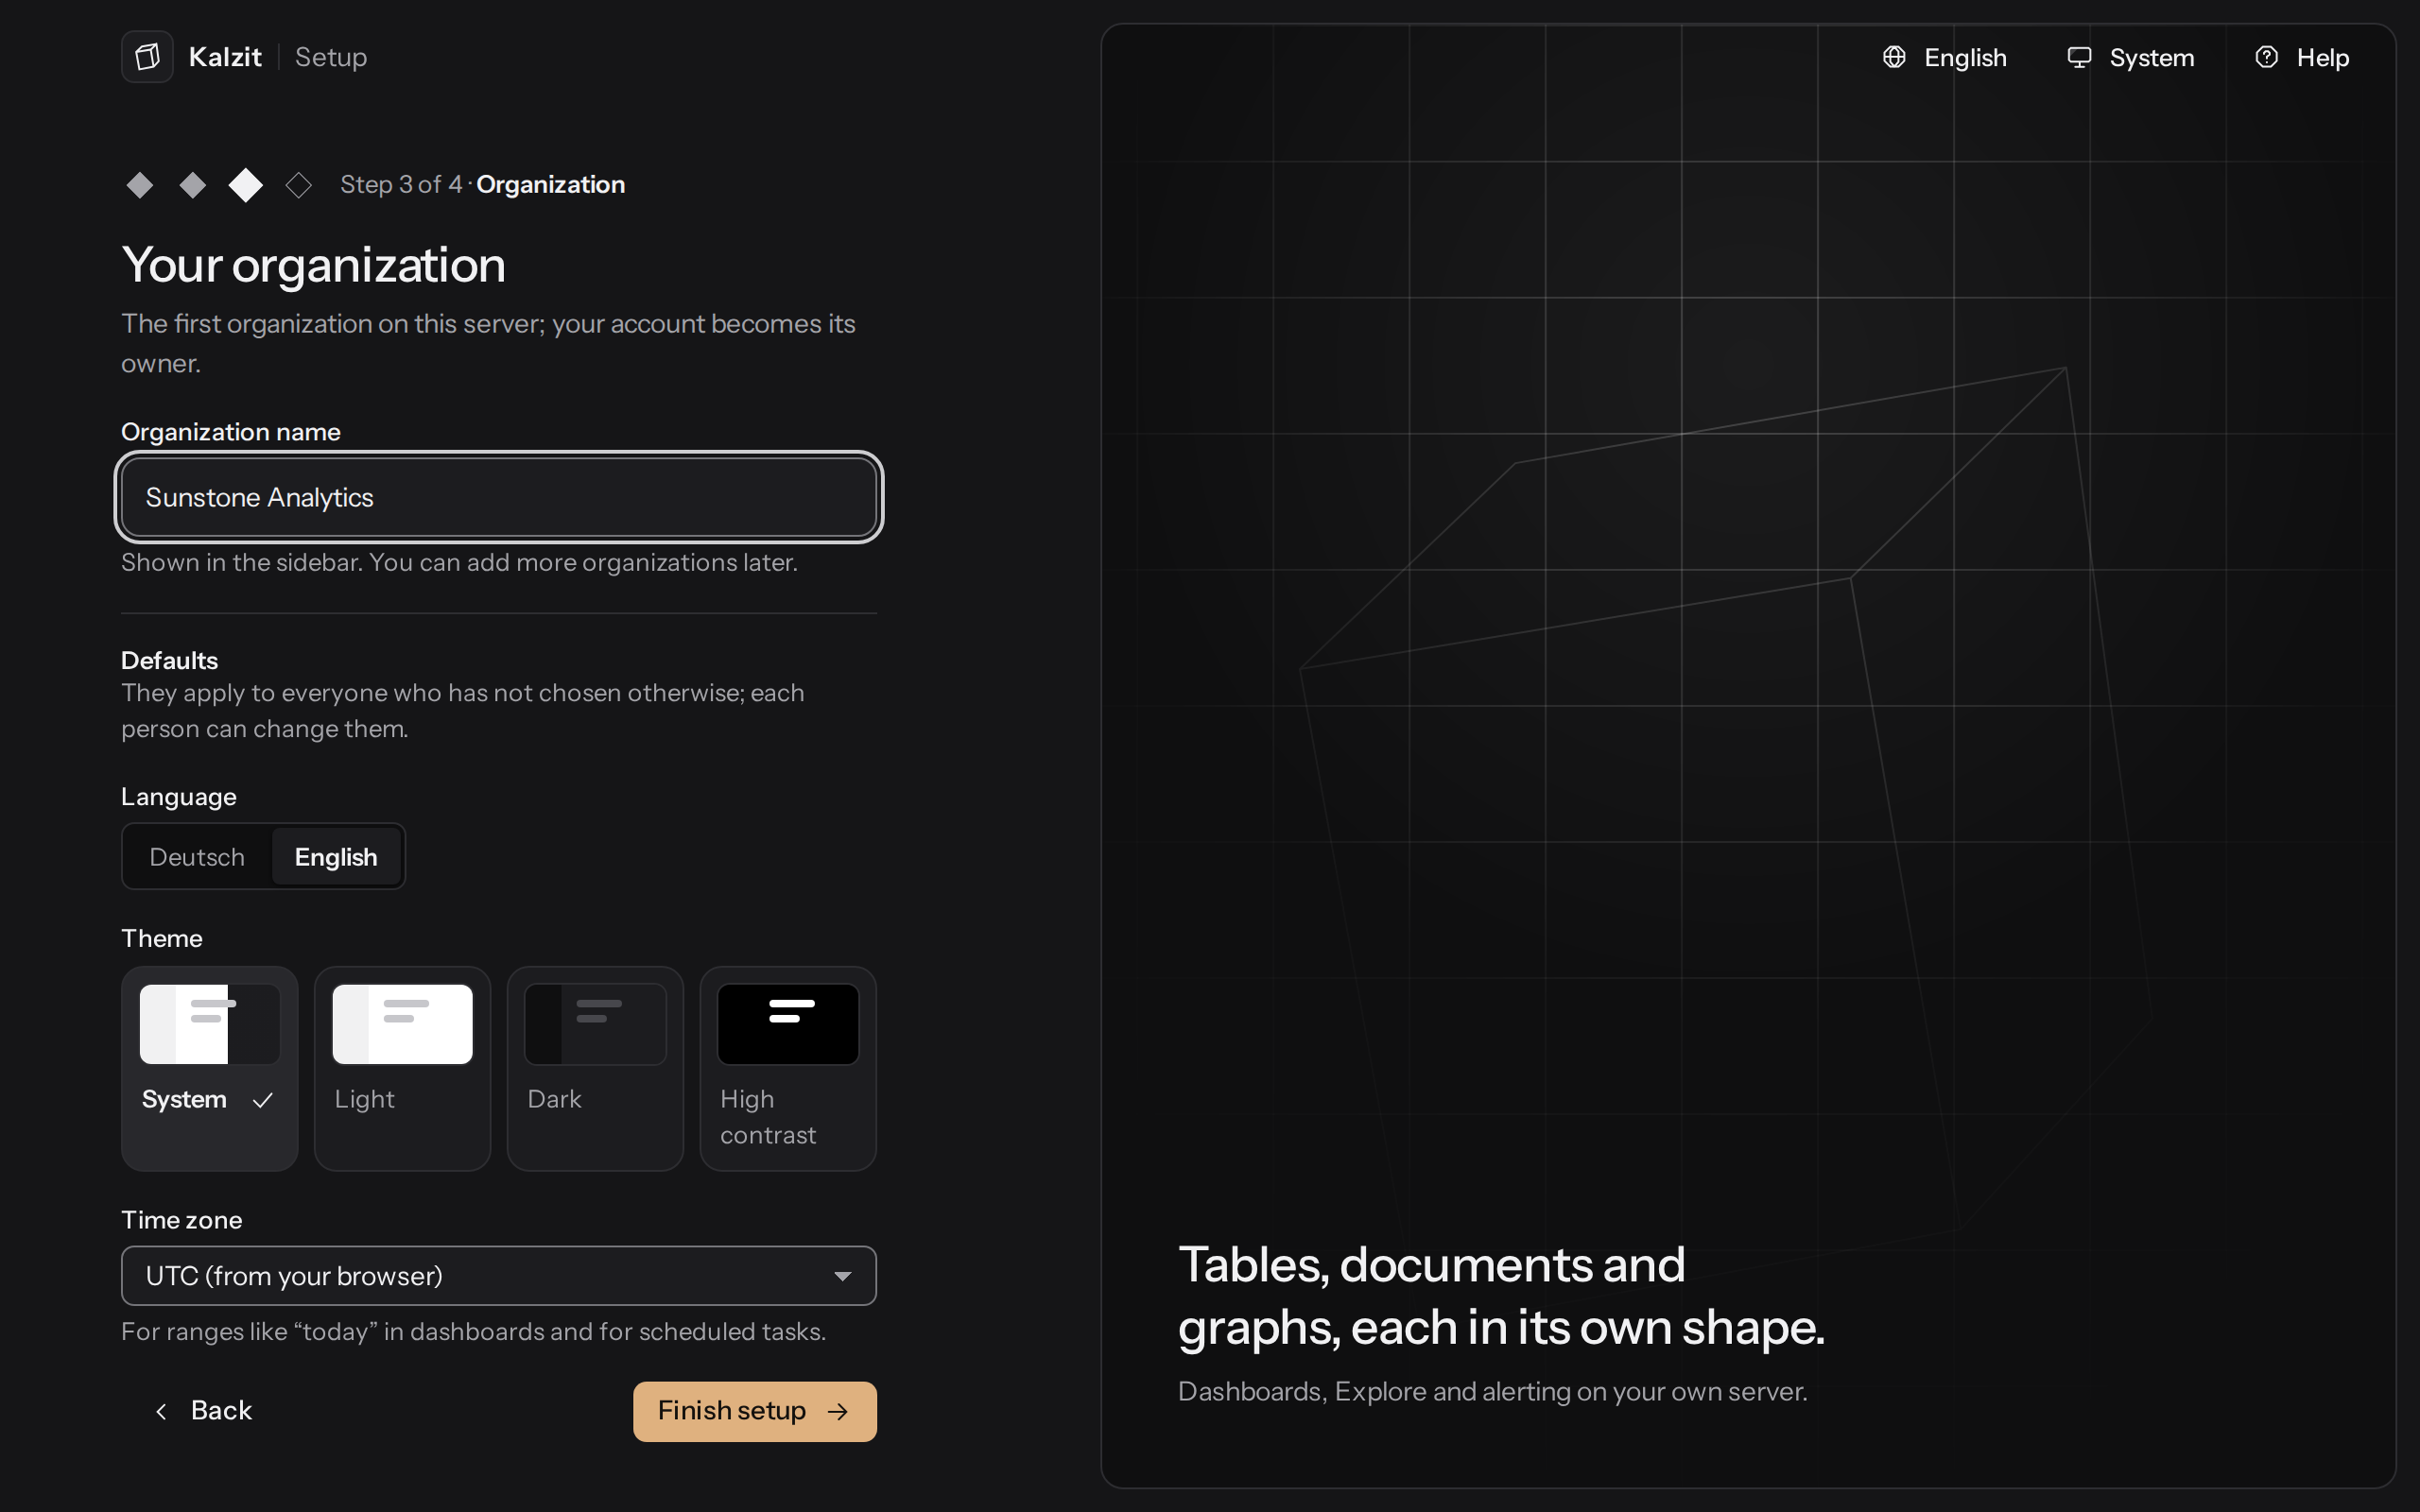 Kalzit
Setup
English
System
Help
Step 3 of 4 · Organization
Your organization
The first organization on this server; your account becomes its
owner.
Organization name
Sunstone Analytics
Shown in the sidebar. You can add more organizations later.
Defaults
They apply to everyone who has not chosen otherwise; each
person can change them.
Language
Deutsch
English
Theme
System
Light
Dark
High
contrast
Time zone
UTC (from your browser)
For ranges like “today” in dashboards and for scheduled tasks.
Back
Finish setup
Tables, documents and
graphs, each in its own shape.
Dashboards, Explore and alerting on your own server.